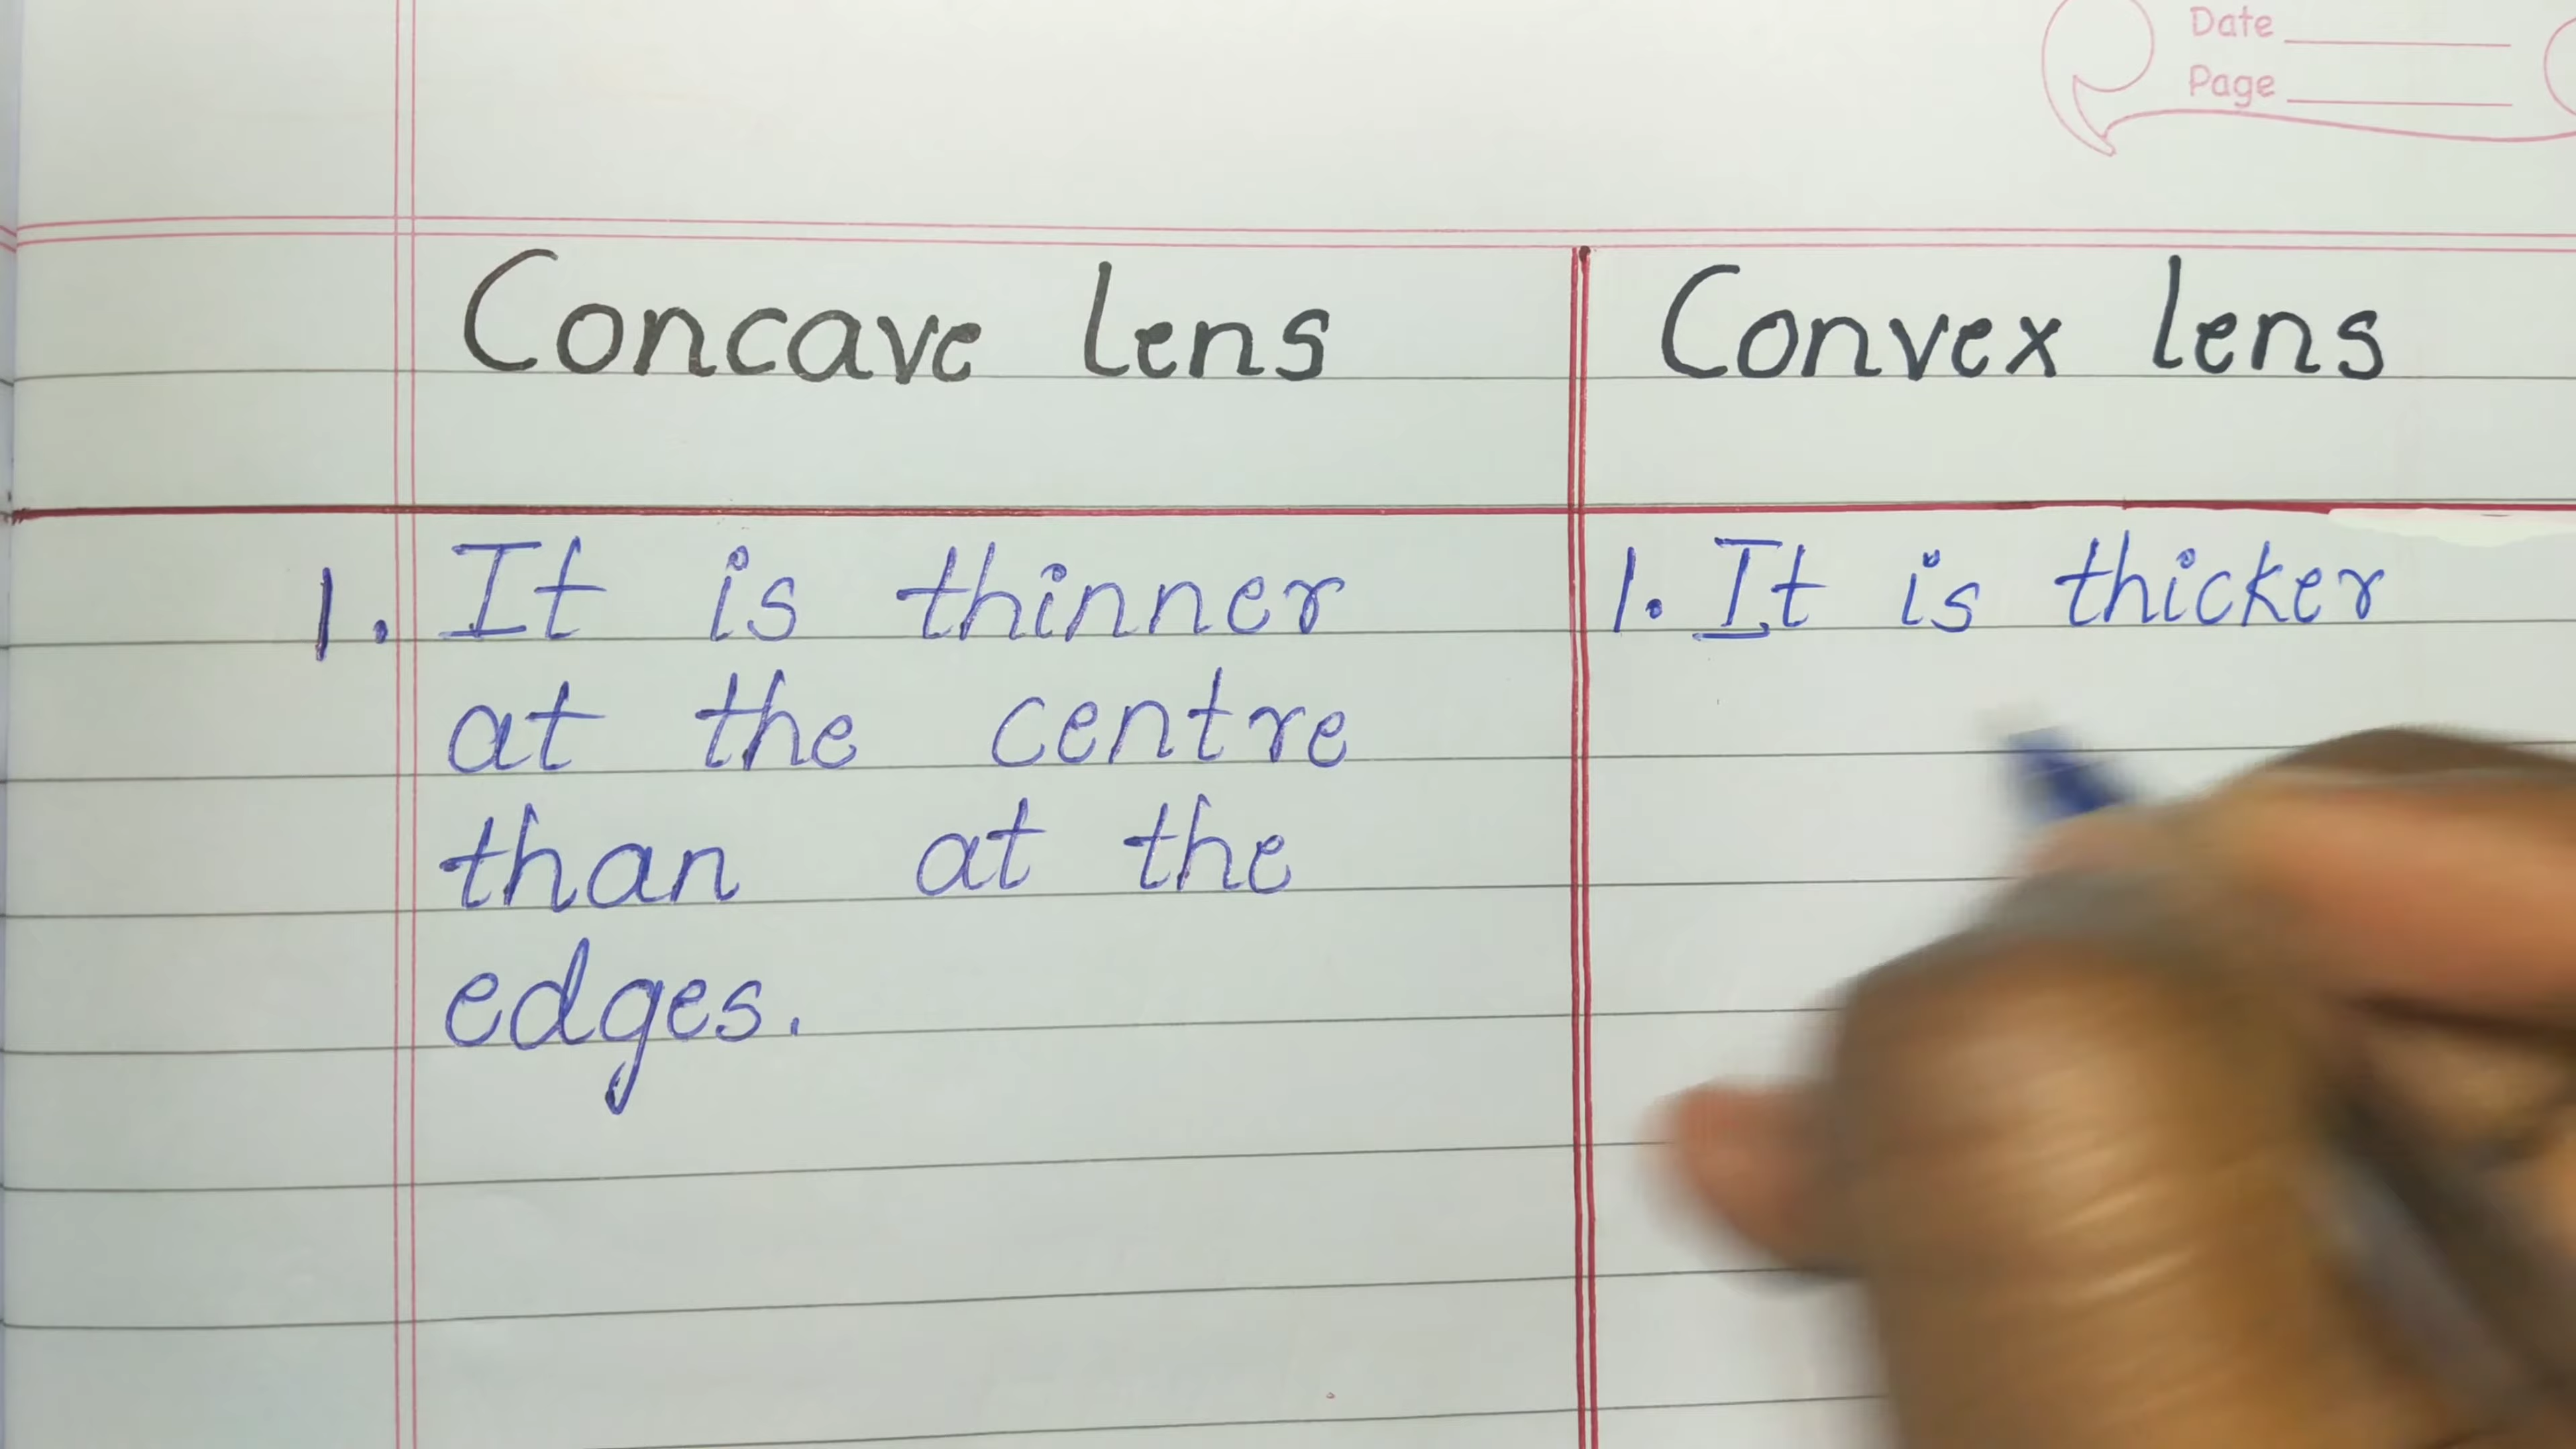 Date
Page
Concave lens
Convex lens
1. It is thinner
at the centre
than at the
edges.
1. It is thicker